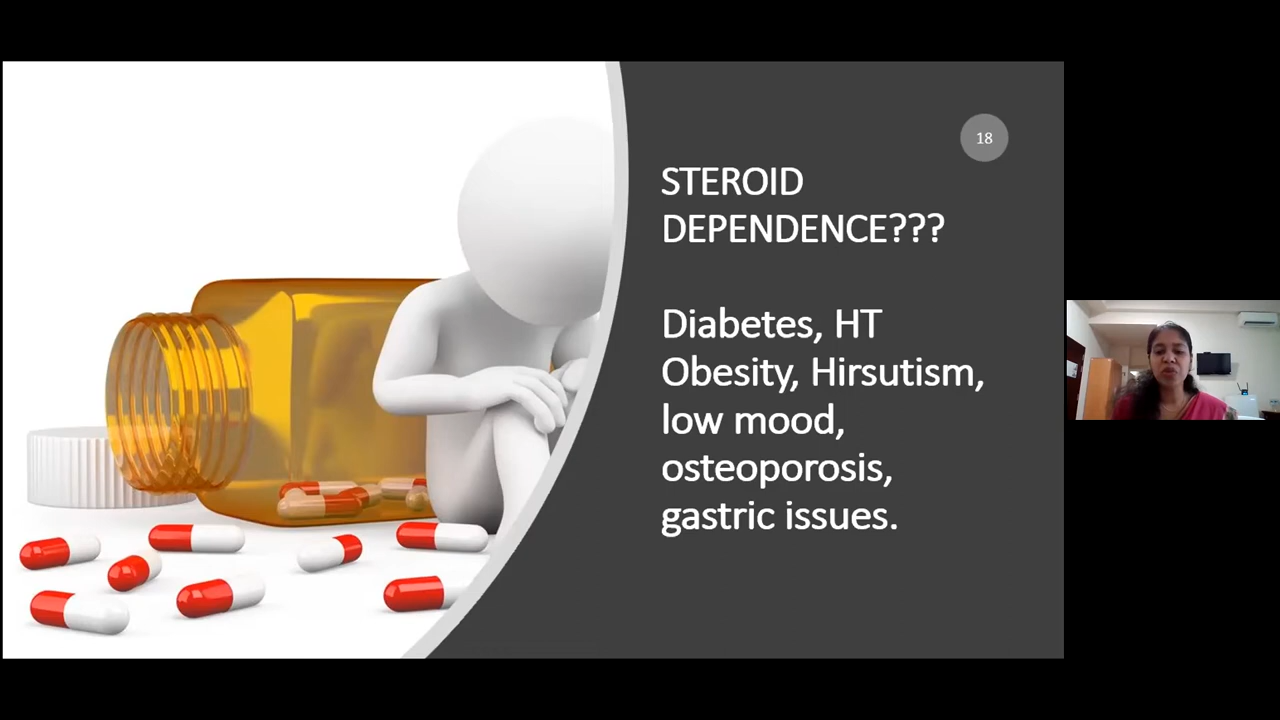 18
STEROID
DEPENDENCE???
Diabetes, HT
Obesity, Hirsutism,
low mood,
osteoporosis,
gastric issues.